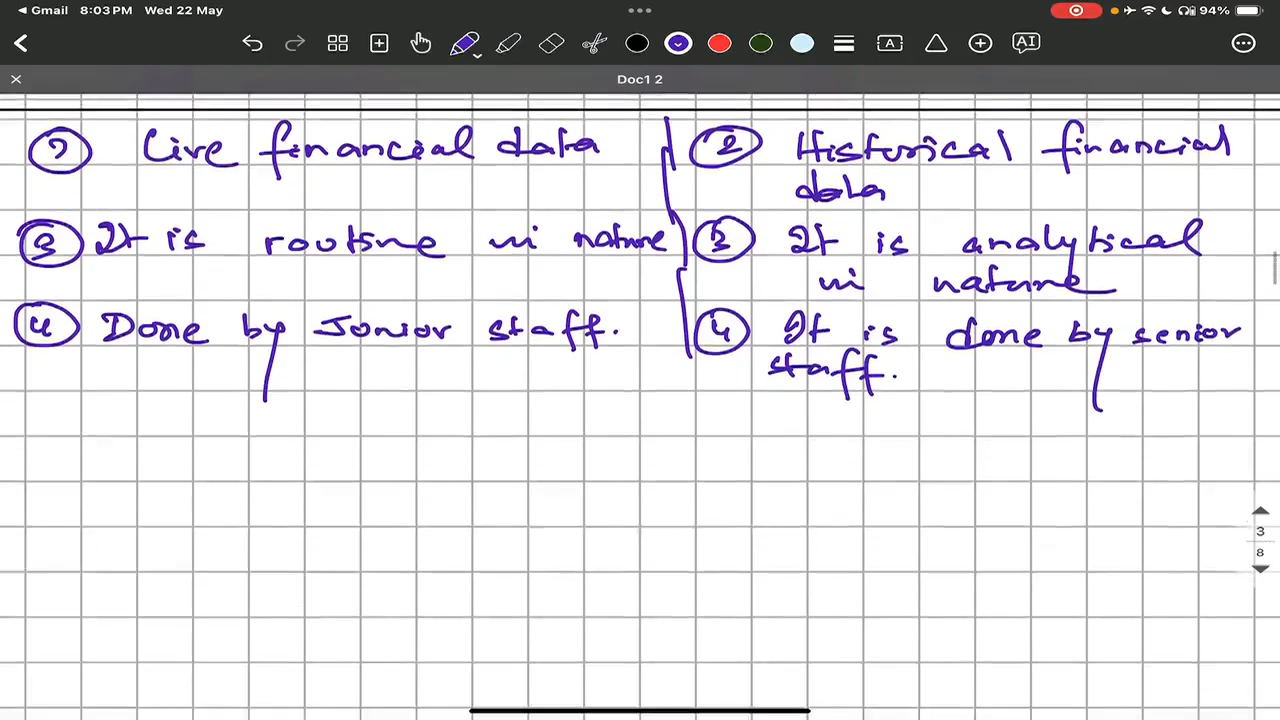 Gmail 8:03 PM Wed 22 May 94%
AI
Doc1 2
② Live financial data
② Historical financial
data
③ It is routine in nature
③ It is analytical
in nature
④ Done by Junior staff.
④ It is done by senior
staff.
3
8